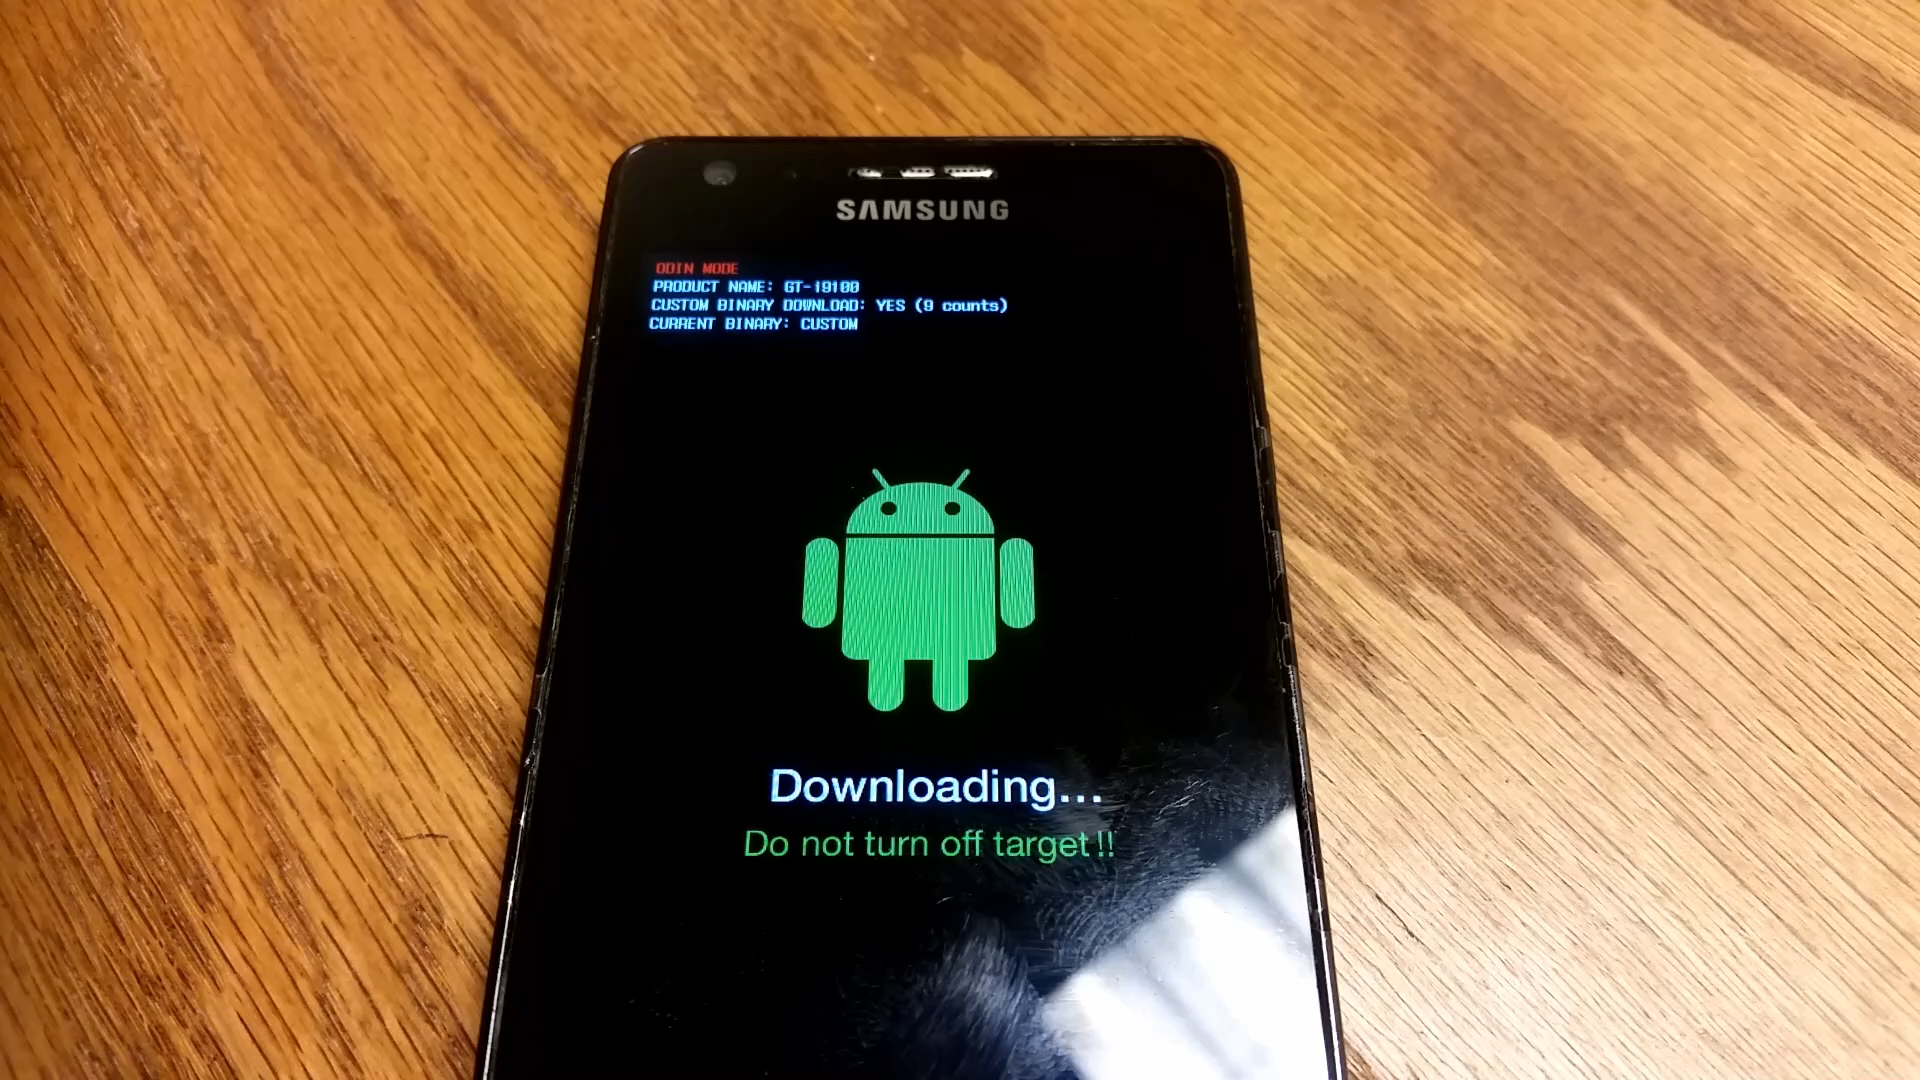 SAMSUNG
ODIN MODE
PRODUCT NAME: GT-I9100
CUSTOM BINARY DOWNLOAD: YES (9 counts)
CURRENT BINARY: CUSTOM
Downloading...
Do not turn off target!!